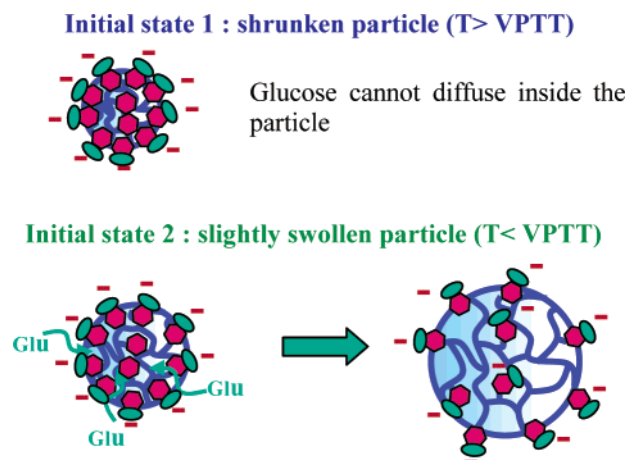 Initial state 1 : shrunken particle (T> VPTT)
Glucose cannot diffuse inside the
particle
Initial state 2 : slightly swollen particle (T< VPTT)
Glu
Glu
Glu